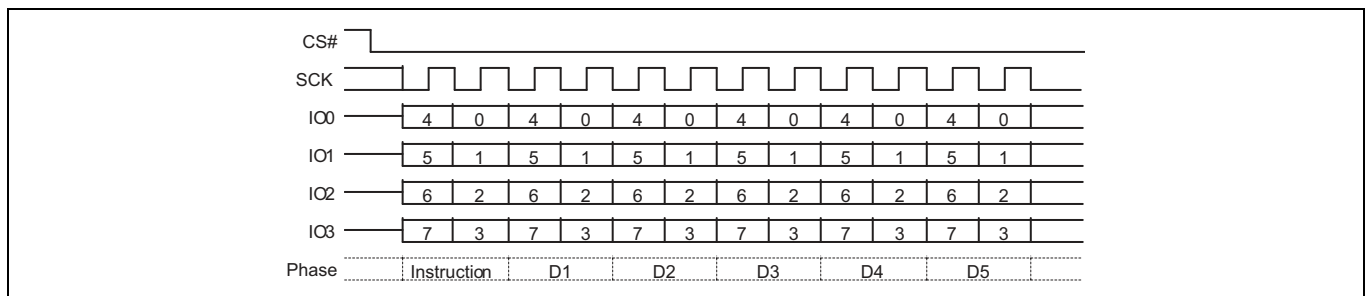 CS#
SCK
IO0 4 0 4 0 4 0 4 0 4 0 4 0
IO1 5 1 5 1 5 1 5 1 5 1 5 1
IO2 6 2 6 2 6 2 6 2 6 2 6 2
IO3 7 3 7 3 7 3 7 3 7 3 7 3
Phase Instruction D1 D2 D3 D4 D5